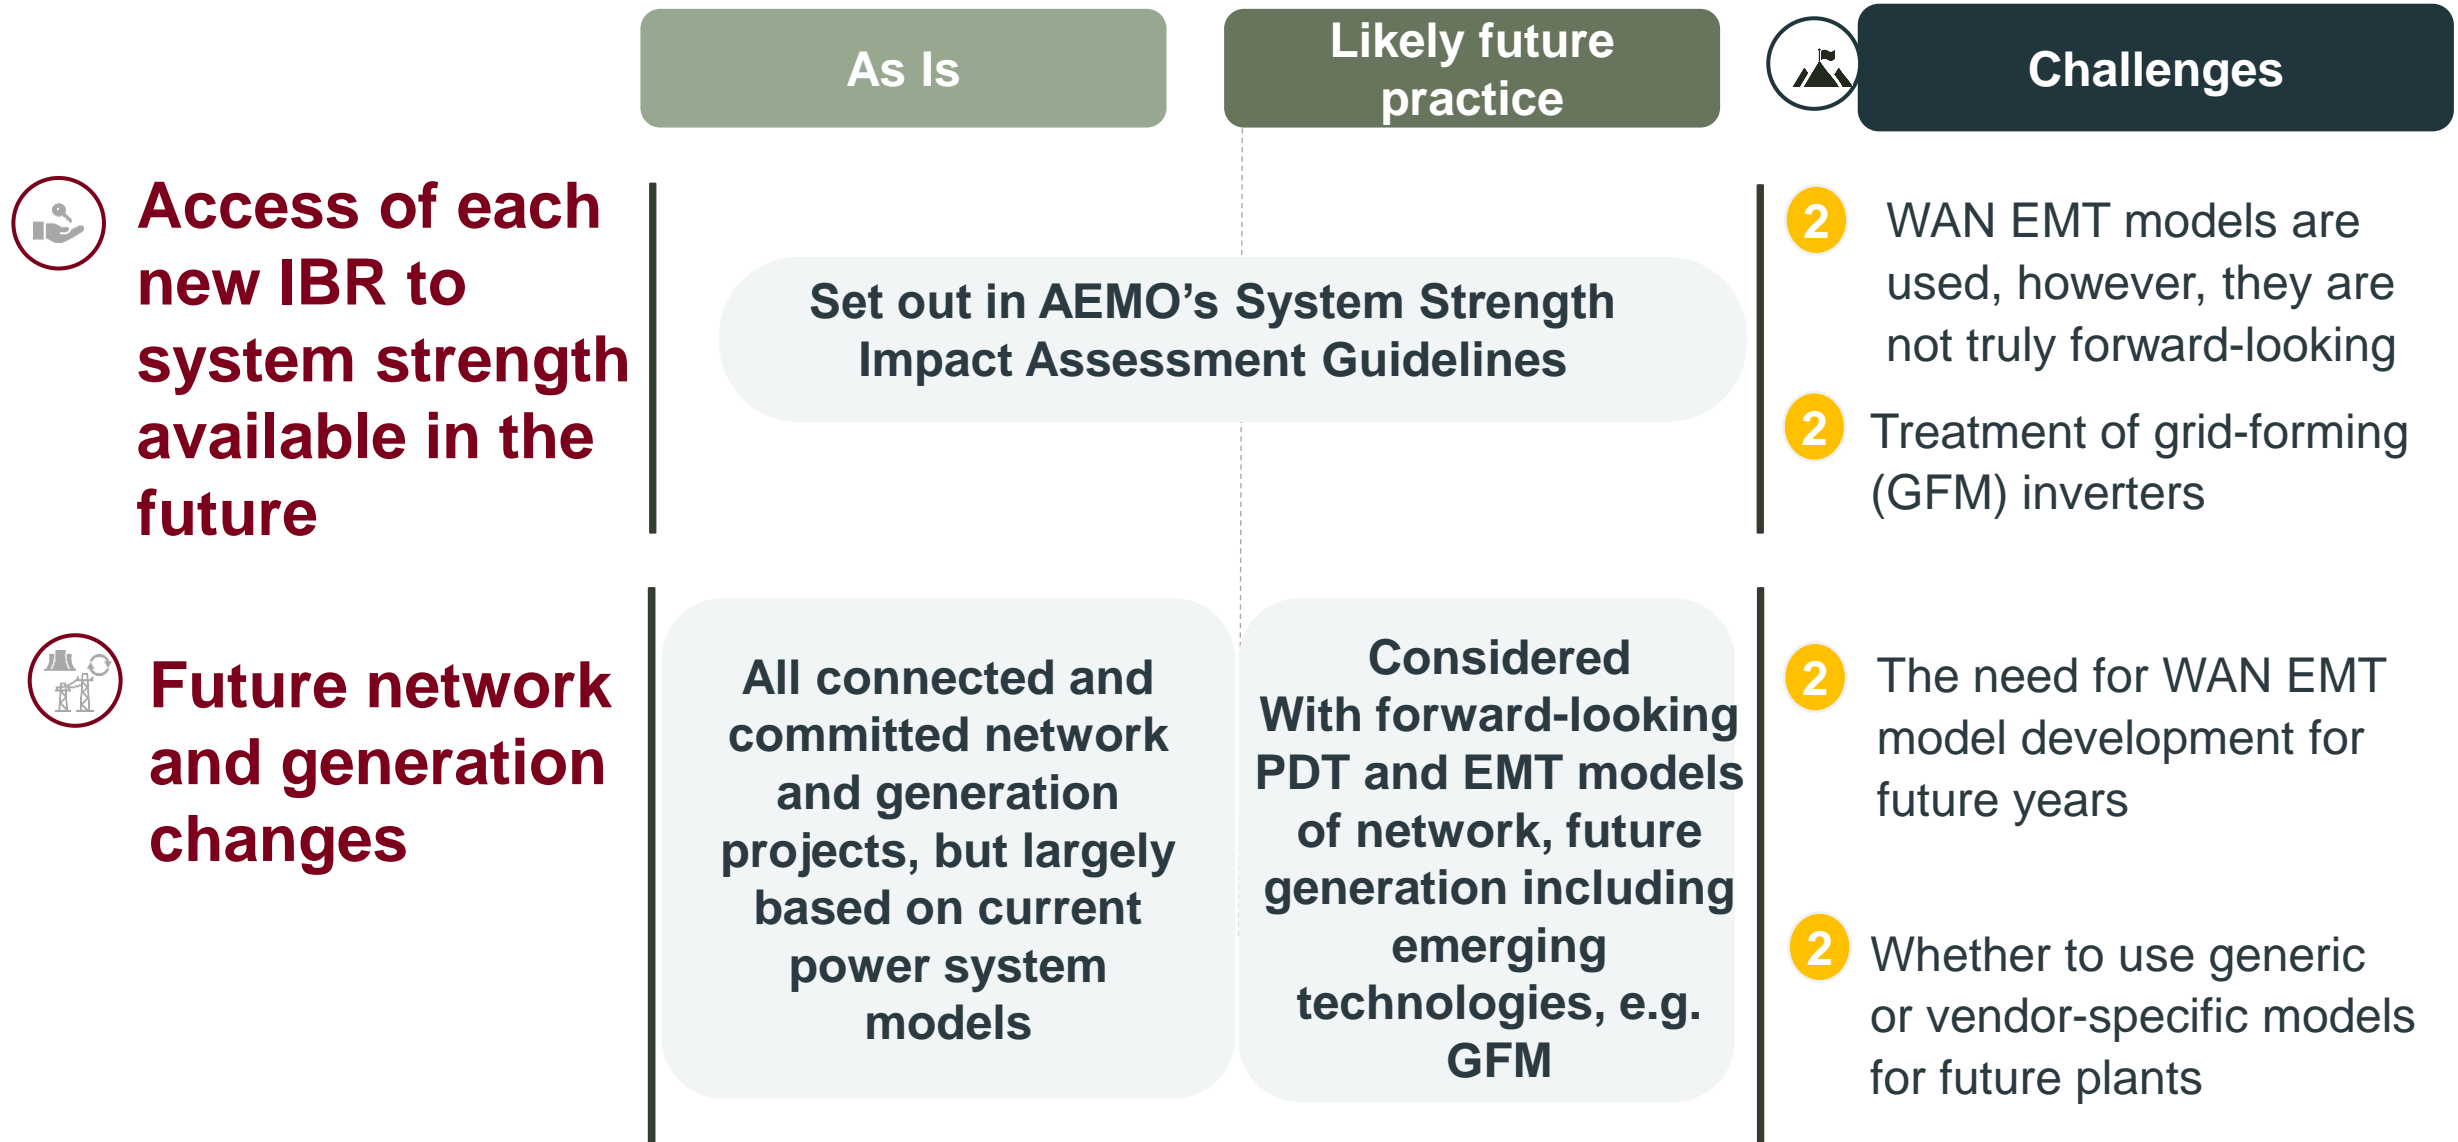 As Is
Likely future
practice
Challenges
Access of each
new IBR to
system strength
available in the
future
Set out in AEMO’s System Strength
Impact Assessment Guidelines
2
WAN EMT models are
used, however, they are
not truly forward-looking
2
Treatment of grid-forming
(GFM) inverters
Future network
and generation
changes
All connected and
committed network
and generation
projects, but largely
based on current
power system
models
Considered
With forward-looking
PDT and EMT models
of network, future
generation including
emerging
technologies, e.g.
GFM
2
The need for WAN EMT
model development for
future years
2
Whether to use generic
or vendor-specific models
for future plants